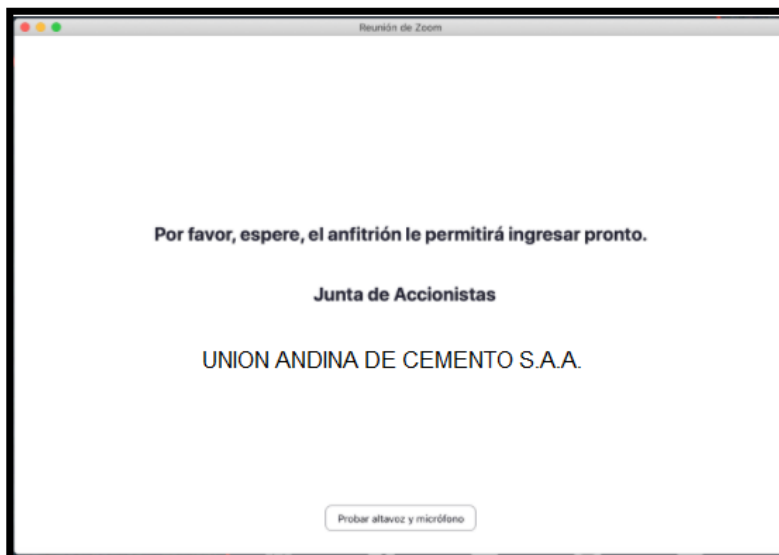 Reunión de Zoom
Por favor, espere, el anfitrión le permitirá ingresar pronto.
Junta de Accionistas
UNION ANDINA DE CEMENTO S.A.A.
Probar altavoz y micrófono